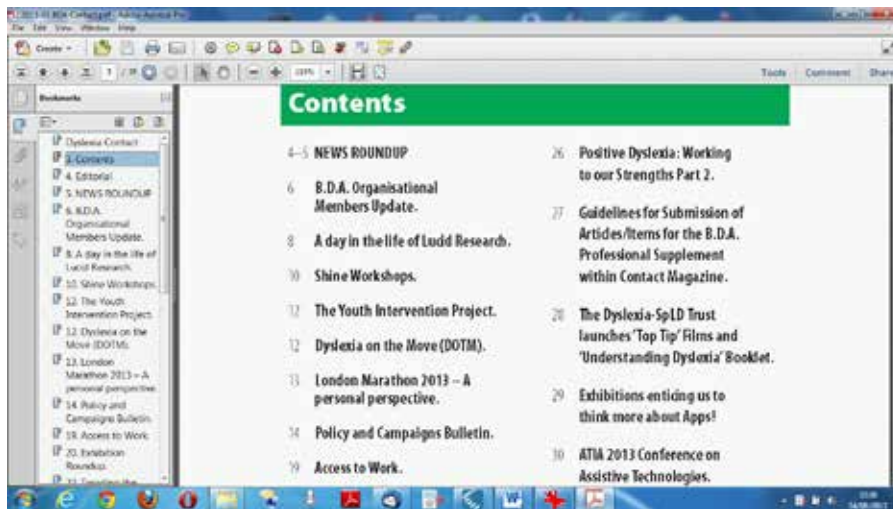 File Edit View Window Help
Create
Tools Comment Share
Bookmarks
Dyslexia Contact
3. Contents
4. Editorial
5. NEWS ROUNDUP
6. B.D.A.
Organisational
Members Update.
8. A day in the life of
Lucid Research.
10. Shine Workshops.
12. The Youth
Intervention Project.
12. Dyslexia on the
Move (DOTM).
13. London
Marathon 2013 – A
personal perspective.
14. Policy and
Campaigns Bulletin.
19. Access to Work.
20. Exhibition
Roundup.
Contents
4–5 NEWS ROUNDUP
6 B.D.A. Organisational
Members Update.
8 A day in the life of Lucid Research.
10 Shine Workshops.
12 The Youth Intervention Project.
12 Dyslexia on the Move (DOTM).
13 London Marathon 2013 – A
personal perspective.
14 Policy and Campaigns Bulletin.
19 Access to Work.
26 Positive Dyslexia: Working
to our Strengths Part 2.
27 Guidelines for Submission of
Articles/Items for the B.D.A.
Professional Supplement
within Contact Magazine.
28 The Dyslexia-SpLD Trust
launches ‘Top Tip’ Films and
‘Understanding Dyslexia’ Booklet.
29 Exhibitions enticing us to
think more about Apps!
30 ATIA 2013 Conference on
Assistive Technologies.